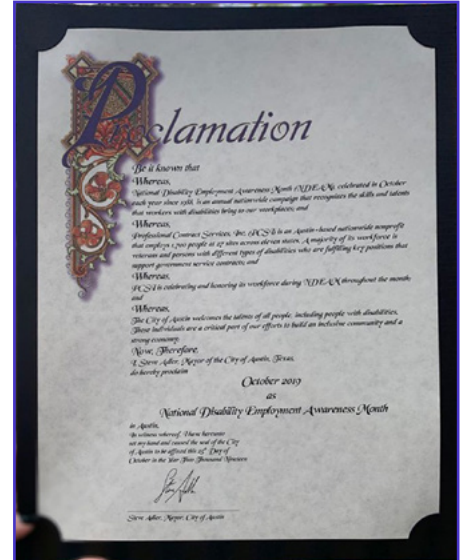 Proclamation
Be it known that
Whereas,
National Disability Employment Awareness Month (NDEAM), celebrated in October
each year since 1988, is an annual nationwide campaign that recognizes the skills and talents
that workers with disabilities bring to our workplaces; and
Whereas,
Professional Contract Services, Inc. (PCSI) is an Austin-based nationwide nonprofit
that employs 1,700 people at 27 sites across eleven states. A majority of its workforce is
veterans and persons with different types of disabilities who are fulfilling key positions that
support government service contracts; and
Whereas,
PCSI is celebrating and honoring its workforce during NDEAM throughout the month;
and
Whereas,
The City of Austin welcomes the talents of all people, including people with disabilities.
These individuals are a critical part of our efforts to build an inclusive community and a
strong economy.
Now, Therefore,
I, Steve Adler, Mayor of the City of Austin, Texas,
do hereby proclaim
October 2019
as
National Disability Employment Awareness Month
in Austin.
In witness whereof, I have hereunto
set my hand and caused the seal of the City
of Austin to be affixed this Day of
October in the Year Two Thousand Nineteen
Steve Adler, Mayor, City of Austin